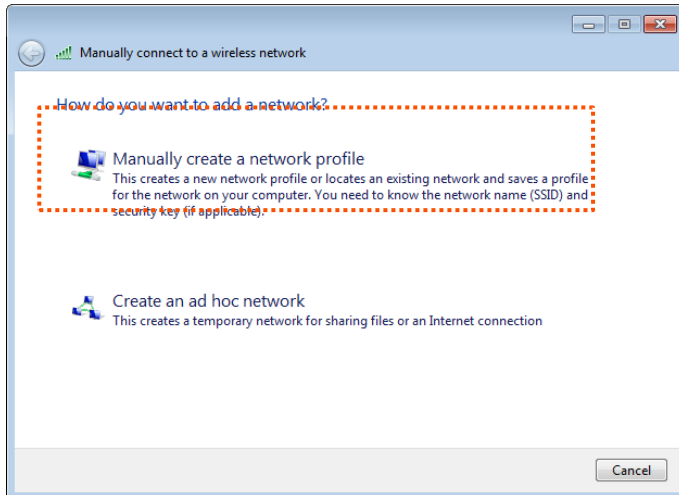 Manually connect to a wireless network
How do you want to add a network?
Manually create a network profile
This creates a new network profile or locates an existing network and saves a profile
for the network on your computer. You need to know the network name (SSID) and
security key (if applicable).
Create an ad hoc network
This creates a temporary network for sharing files or an Internet connection
Cancel